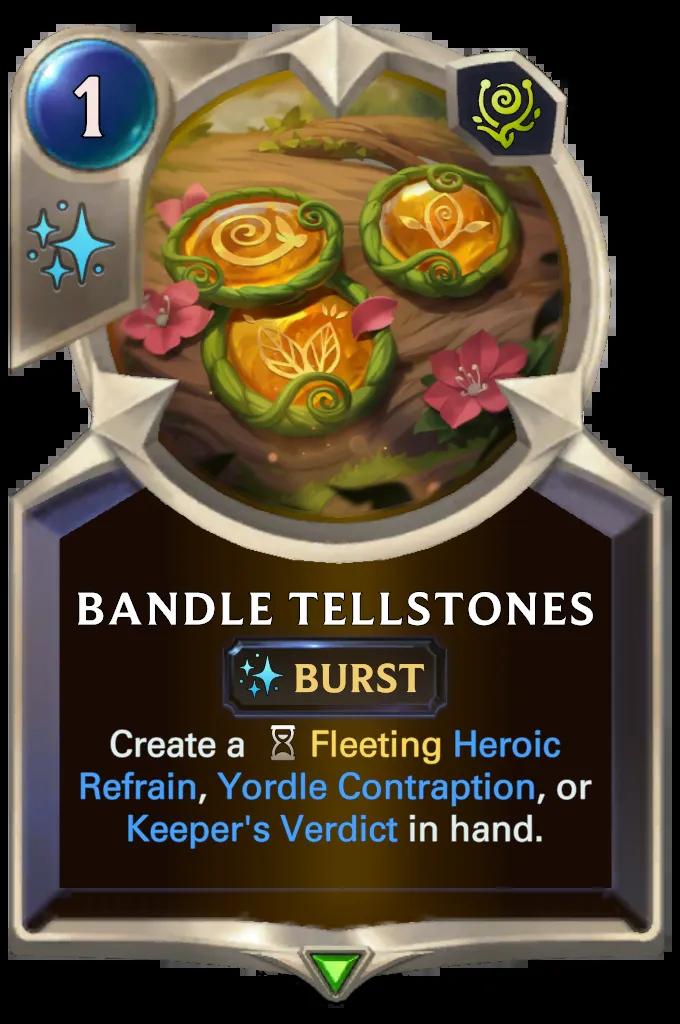 1
BANDLE TELLSTONES
BURST
Create a Fleeting Heroic
Refrain, Yordle Contraption, or
Keeper's Verdict in hand.